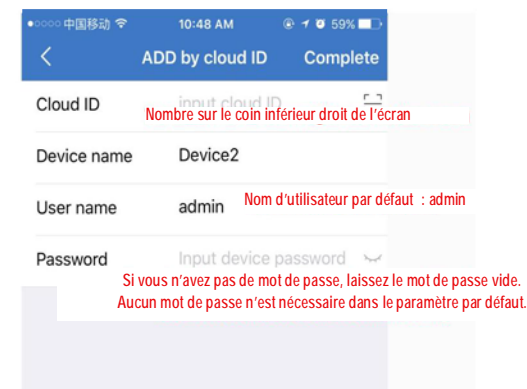 中国移动 10:48 AM 59%
ADD by cloud ID Complete
Cloud ID input cloud ID
Nombre sur le coin inférieur droit de l'écran
Device name Device2
User name admin Nom d'utilisateur par défaut : admin
Password Input device password
Si vous n'avez pas de mot de passe, laissez le mot de passe vide.
Aucun mot de passe n'est nécessaire dans le paramètre par défaut.